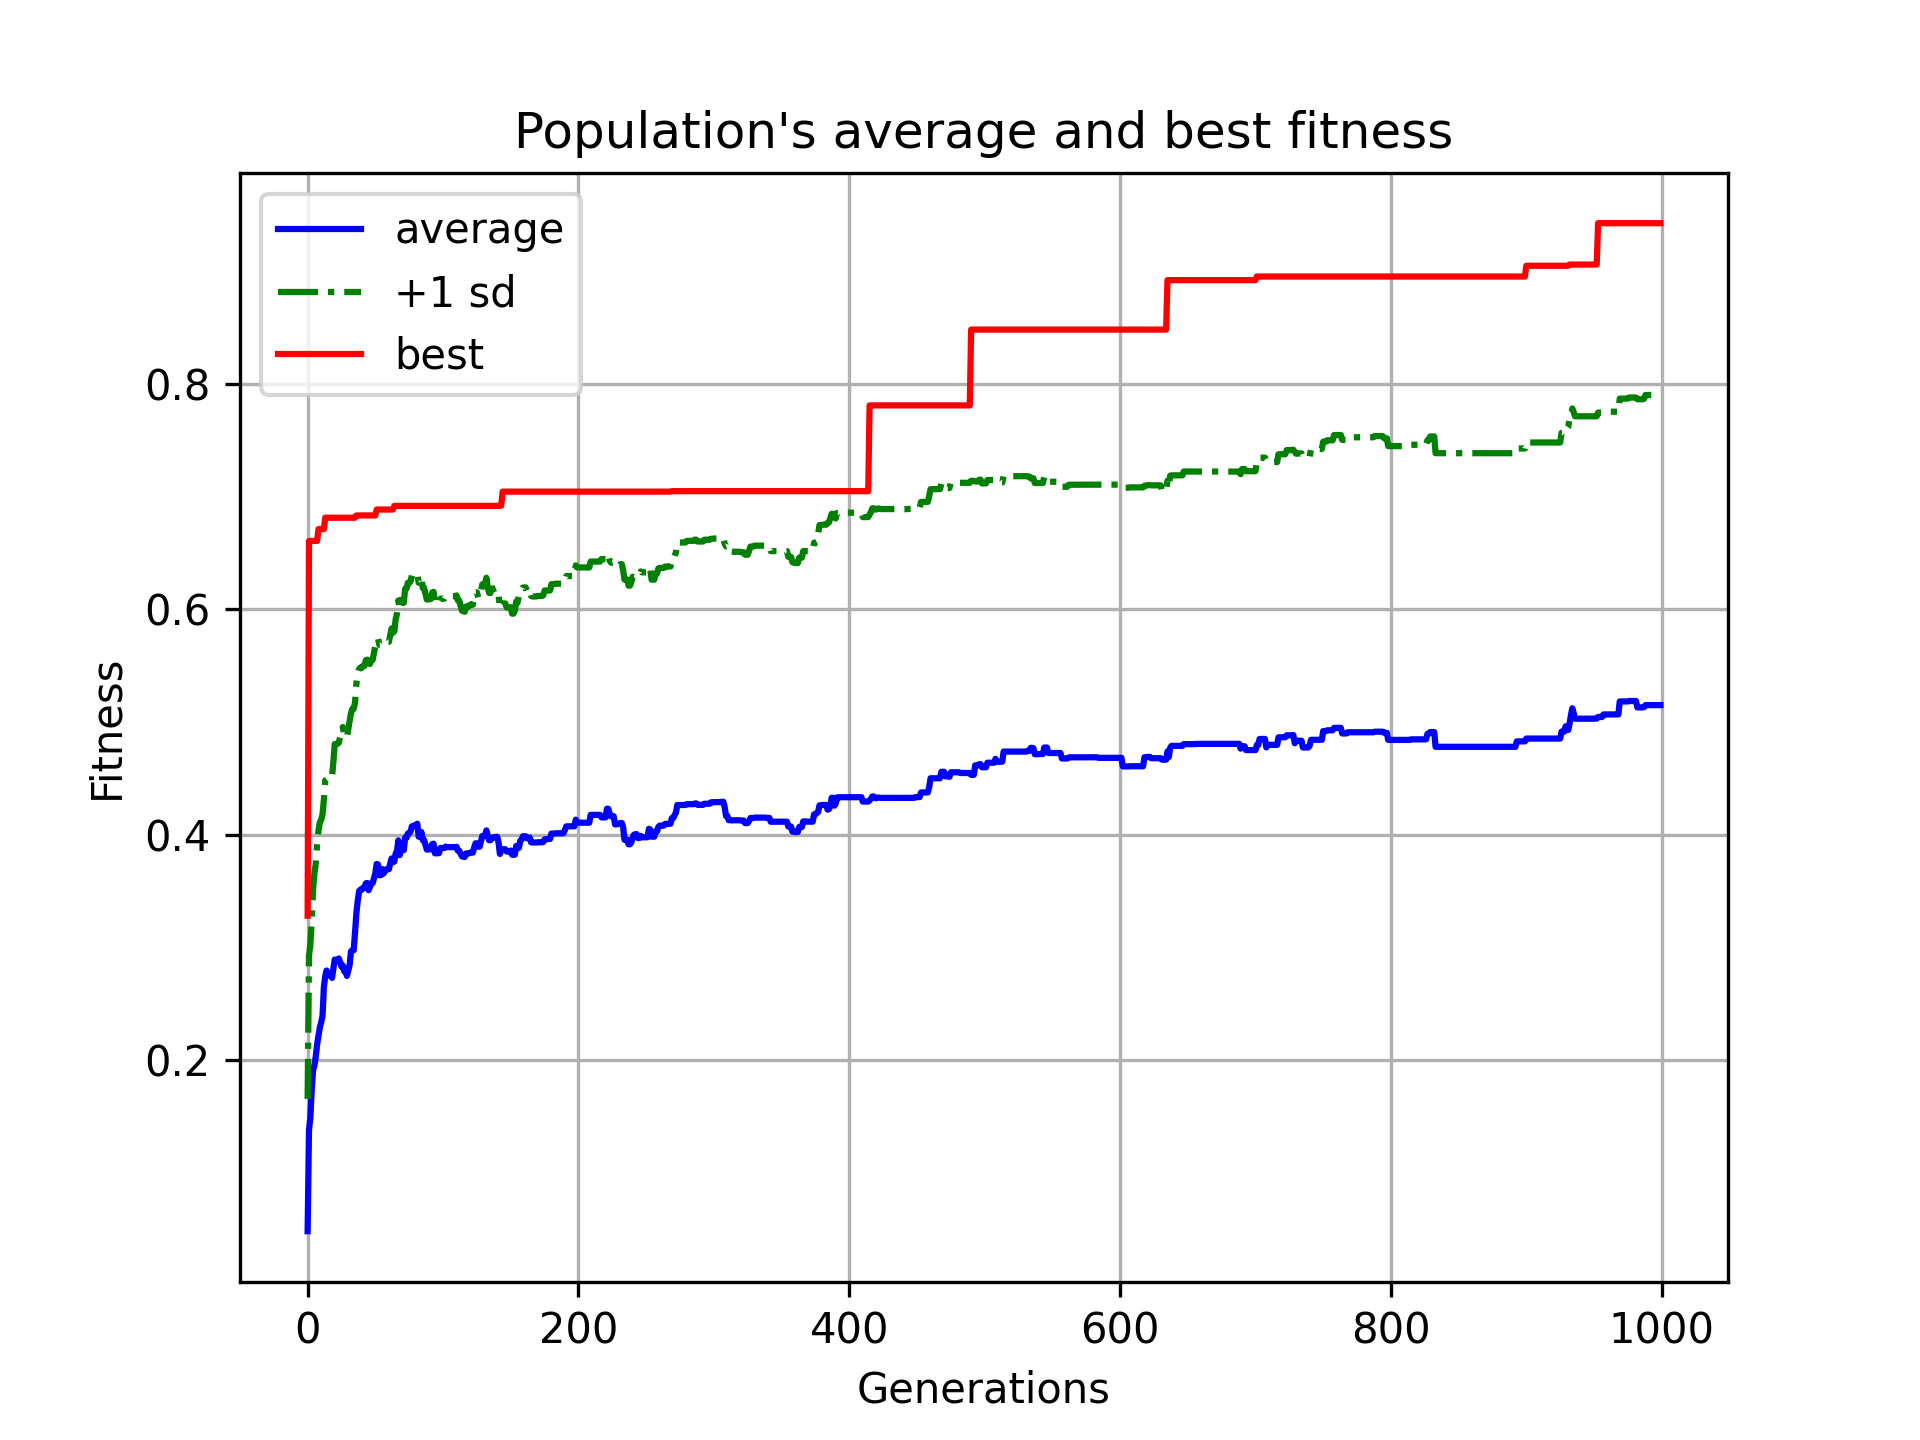 Population's average and best fitness
average
+1 sd
best
Fitness
0.8
0.6
0.4
0.2
0 200 400 600 800 1000
Generations